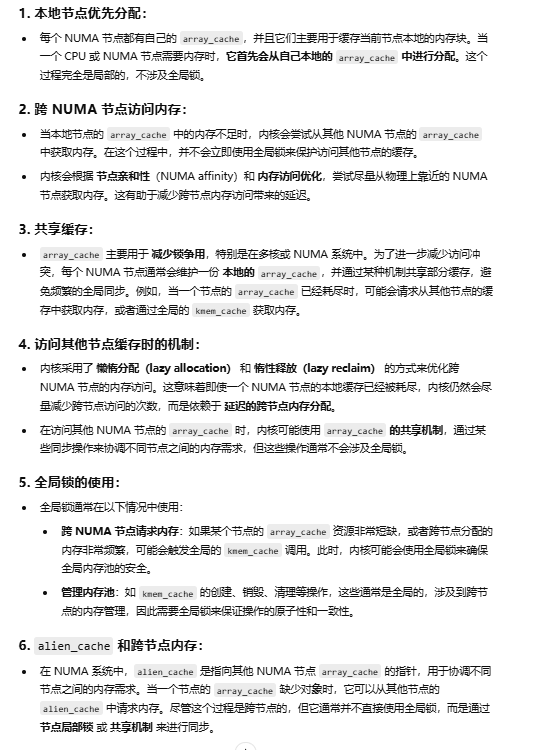 1. 本地节点优先分配：
• 每个 NUMA 节点都有自己的 array_cache，并且它们主要用于缓存当前节点本地的内存块。当
一个 CPU 或 NUMA 节点需要内存时，它首先会从自己本地的 array_cache 中进行分配。这个
过程完全是局部的，不涉及全局锁。
2. 跨 NUMA 节点访问内存：
• 当本地节点的 array_cache 中的内存不足时，内核会尝试从其他 NUMA 节点的 array_cache
中获取内存。在这个过程中，并不会立即使用全局锁来保护访问其他节点的缓存。
• 内核会根据 节点亲和性（NUMA affinity）和 内存访问优化，尝试尽量从物理上靠近的 NUMA
节点获取内存。这有助于减少跨节点内存访问带来的延迟。
3. 共享缓存：
• array_cache 主要用于 减少锁争用，特别是在多核或 NUMA 系统中。为了进一步减少访问冲
突，每个 NUMA 节点通常会维护一份 本地的 array_cache，并通过某种机制共享部分缓存，避
免频繁的全局同步。例如，当一个节点的 array_cache 已经耗尽时，可能会请求从其他节点的缓
存中获取内存，或者通过全局的 kmem_cache 获取内存。
4. 访问其他节点缓存时的机制：
• 内核采用了 懒惰分配（lazy allocation） 和 惰性释放（lazy reclaim） 的方式来优化跨
NUMA 节点的内存访问。这意味着即使一个 NUMA 节点的本地缓存已经被耗尽，内核仍然会尽
量减少跨节点访问的次数，而是依赖于 延迟的跨节点内存分配。
• 在访问其他 NUMA 节点的 array_cache 时，内核可能使用 array_cache 的共享机制，通过某
些同步操作来协调不同节点之间的内存需求，但这些操作通常不会涉及全局锁。
5. 全局锁的使用：
• 全局锁通常在以下情况中使用：
• 跨 NUMA 节点请求内存：如果某个节点的 array_cache 资源非常短缺，或者跨节点分配的
内存非常频繁，可能会触发全局的 kmem_cache 调用。此时，内核可能会使用全局锁来确保
全局内存池的安全。
• 管理内存池：如 kmem_cache 的创建、销毁、清理等操作，这些通常是全局的，涉及到跨节
点的内存管理，因此需要全局锁来保证操作的原子性和一致性。
6. alien_cache 和跨节点内存：
• 在 NUMA 系统中，alien_cache 是指向其他 NUMA 节点 array_cache 的指针，用于协调不同
节点之间的内存需求。当一个节点的 array_cache 缺少对象时，它可以从其他节点的
alien_cache 中请求内存。尽管这个过程是跨节点的，但它通常并不直接使用全局锁，而是通过
节点局部锁 或 共享机制 来进行同步。